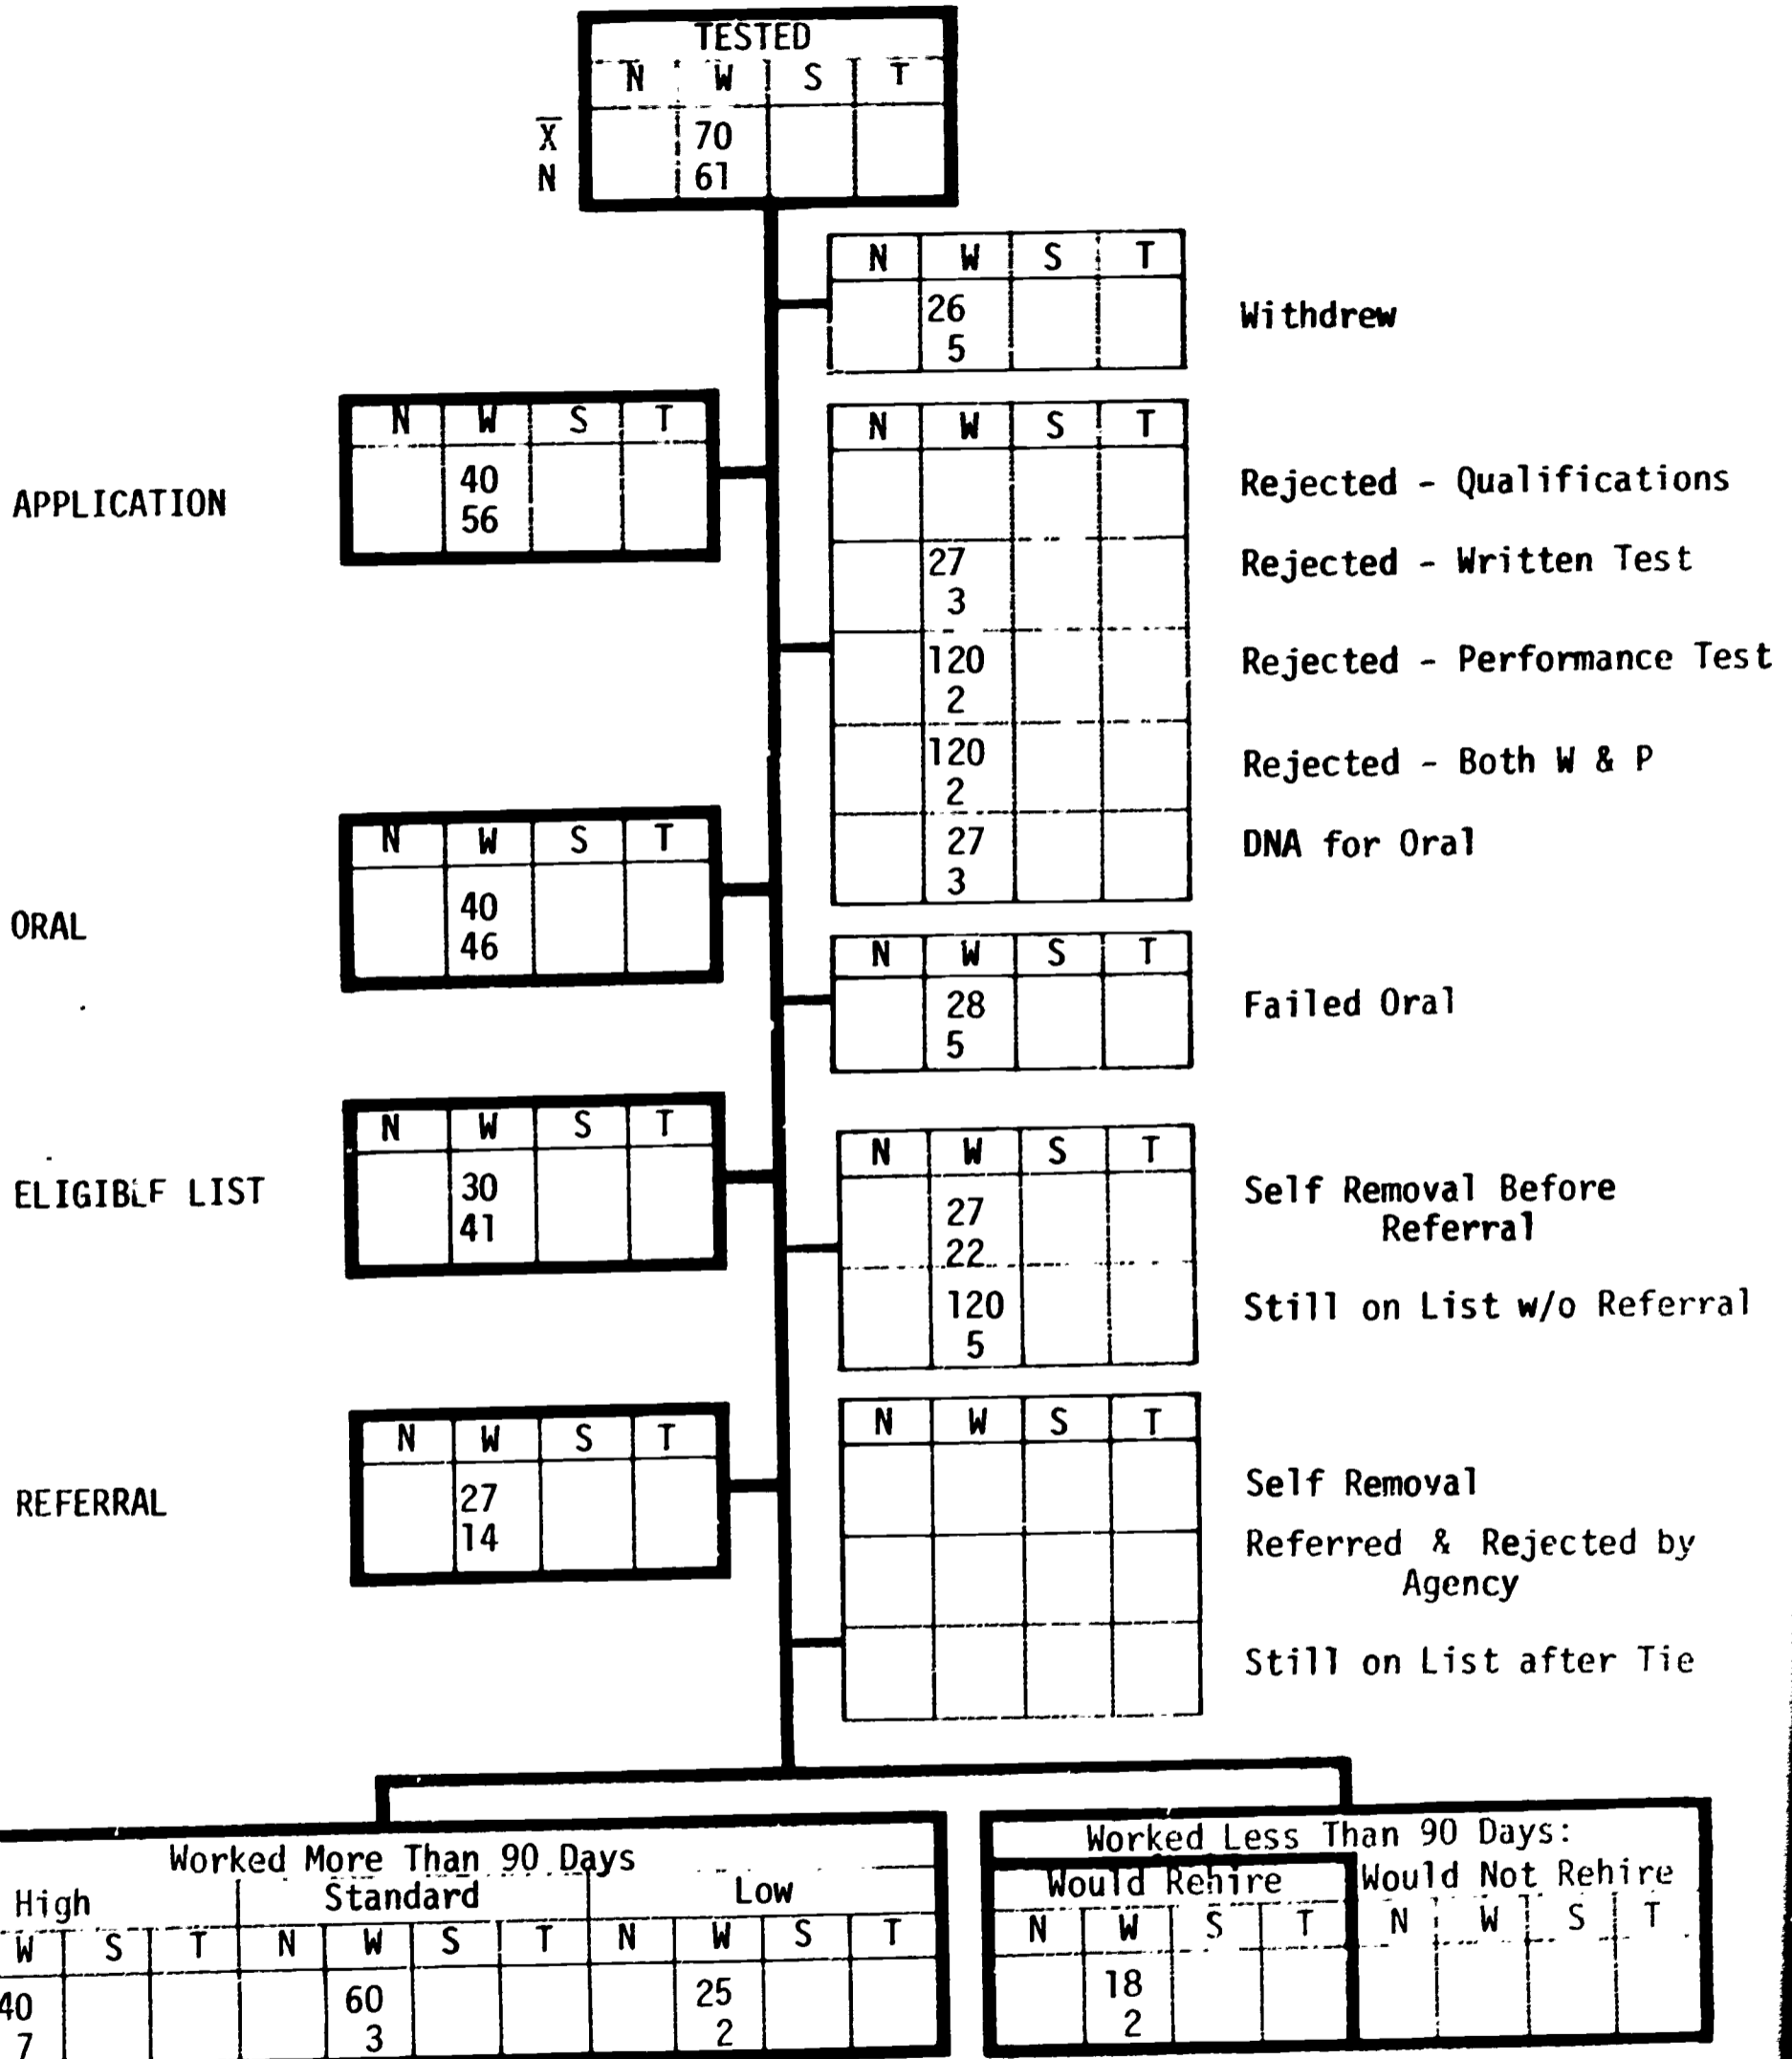 TESTED
N W S T
X̅ 70
N 61
N W S T
26
5
Withdrew
APPLICATION
N W S T
40
56
N W S T
Rejected - Qualifications
27
3
Rejected - Written Test
120
2
Rejected - Performance Test
120
2
Rejected - Both W & P
27
3
DNA for Oral
ORAL
N W S T
40
46
N W S T
28
5
Failed Oral
ELIGIBLE LIST
N W S T
30
41
N W S T
27
22
Self Removal Before
Referral
120
5
Still on List w/o Referral
REFERRAL
N W S T
27
14
N W S T
Self Removal
Referred & Rejected by
Agency
Still on List after Tie
Worked More Than 90 Days
High Standard Low
W S T N W S T N W S T
40 60 25
7 3 2
Worked Less Than 90 Days:
Would Rehire Would Not Rehire
N W S T N W S T
18
2